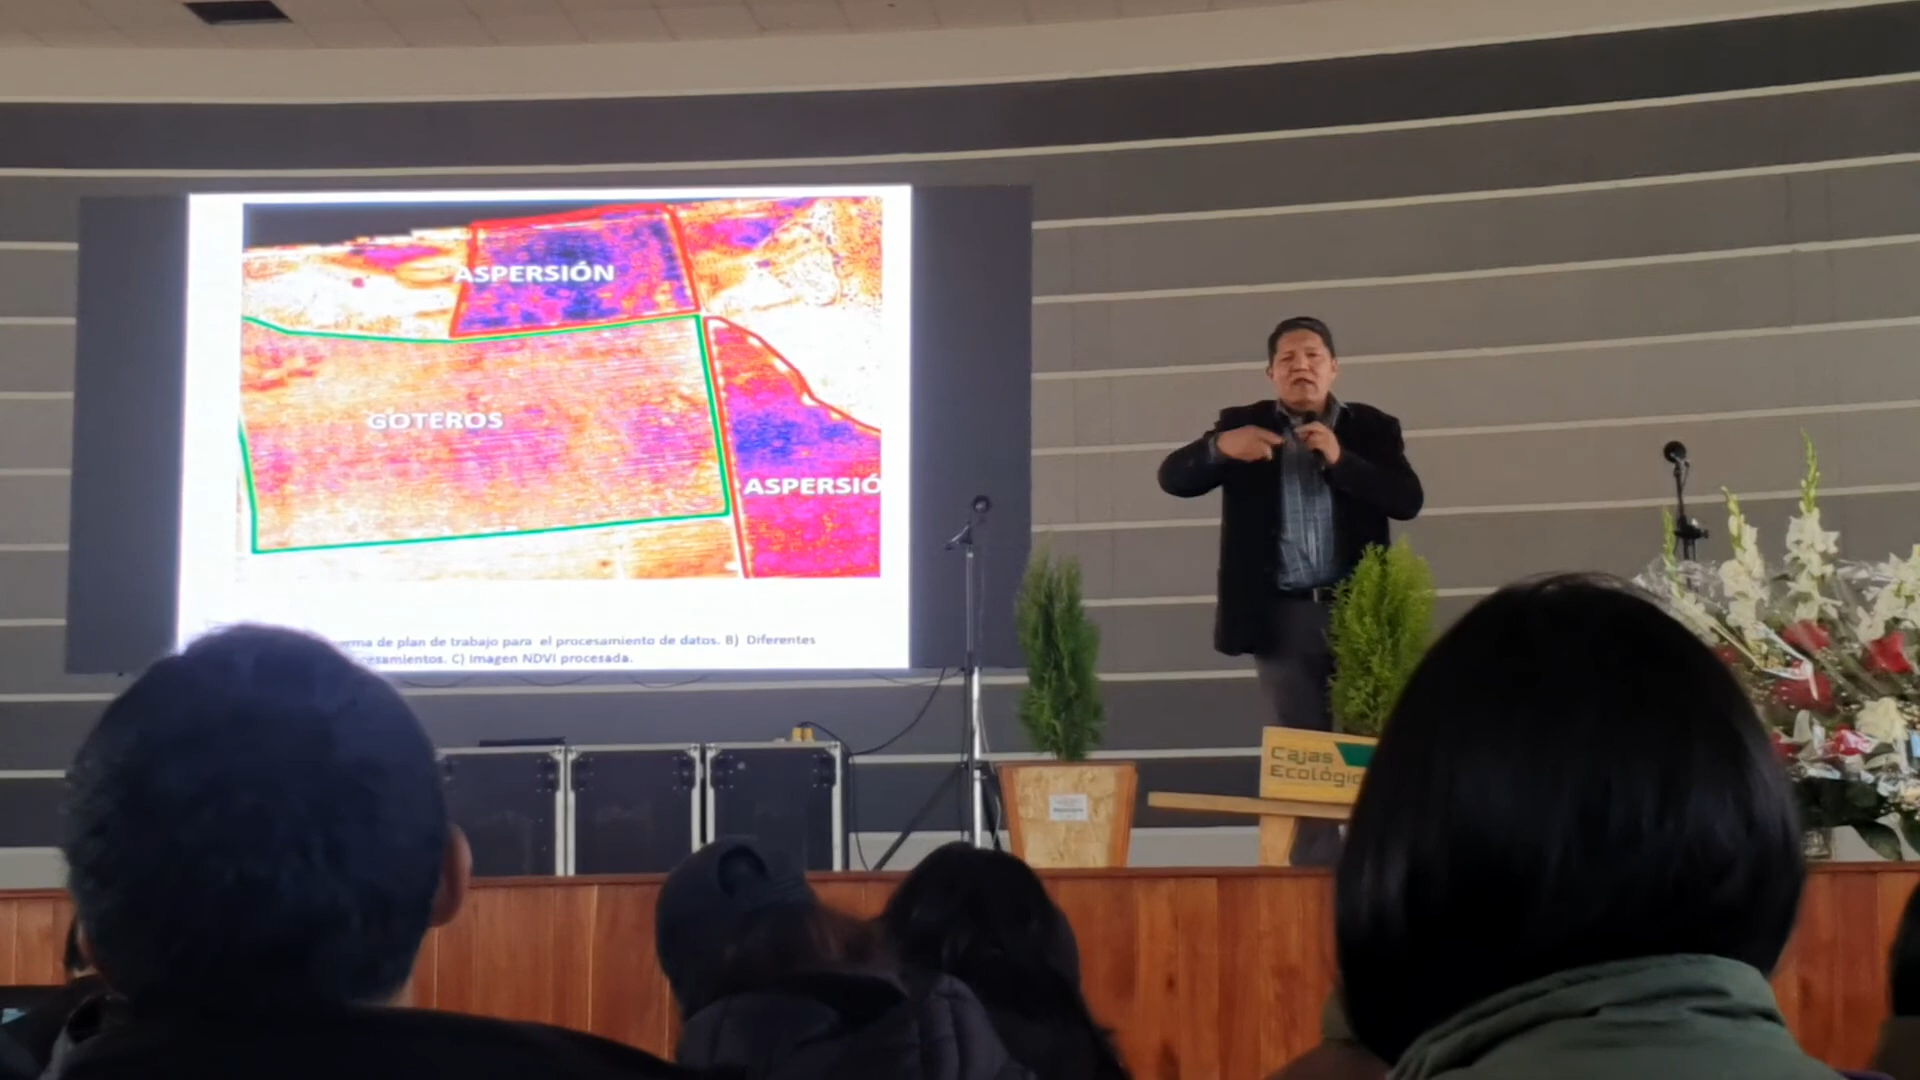 ASPERSIÓN
GOTEROS
ASPERSIÓ
de plan de trabajo para el procesamiento de datos. B) Diferentes
C) Imagen NDVI procesada.
Cajas
Ecológic